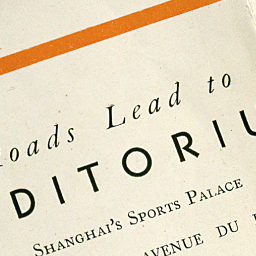 oads Lead to
DITORIU
SHANGHAI'S SPORTS PALACE
AVENUE DU